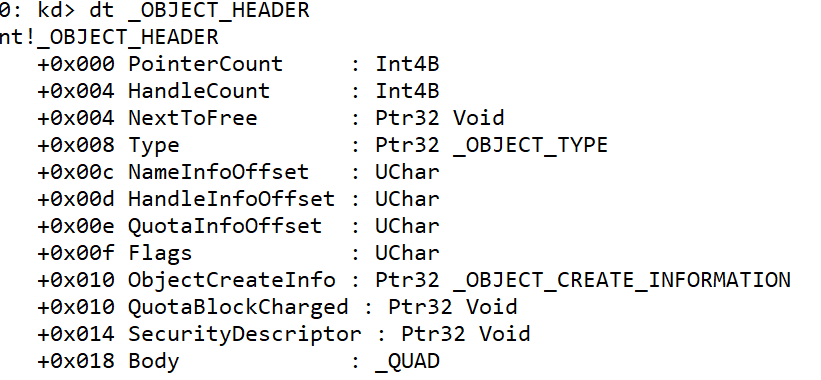 0: kd> dt _OBJECT_HEADER
nt!_OBJECT_HEADER
+0x000 PointerCount : Int4B
+0x004 HandleCount : Int4B
+0x004 NextToFree : Ptr32 Void
+0x008 Type : Ptr32 _OBJECT_TYPE
+0x00c NameInfoOffset : UChar
+0x00d HandleInfoOffset : UChar
+0x00e QuotaInfoOffset : UChar
+0x00f Flags : UChar
+0x010 ObjectCreateInfo : Ptr32 _OBJECT_CREATE_INFORMATION
+0x010 QuotaBlockCharged : Ptr32 Void
+0x014 SecurityDescriptor : Ptr32 Void
+0x018 Body : _QUAD